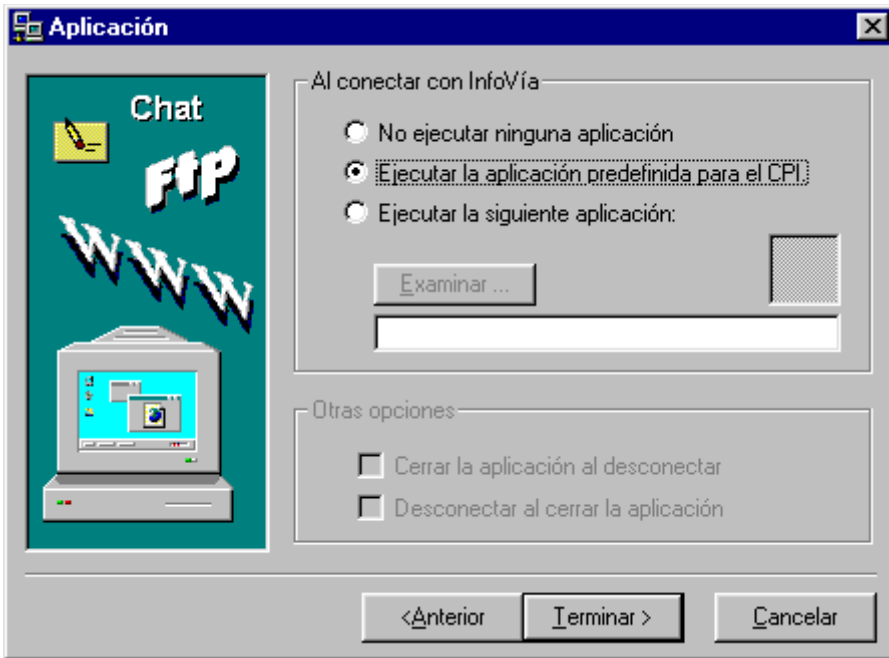 Aplicación
Chat
Ftp
WWW
Al conectar con InfoVía
No ejecutar ninguna aplicación
Ejecutar la aplicación predefinida para el CPI.
Ejecutar la siguiente aplicación:
Examinar ...
Otras opciones
Cerrar la aplicación al desconectar
Desconectar al cerrar la aplicación
<Anterior
Terminar >
Cancelar